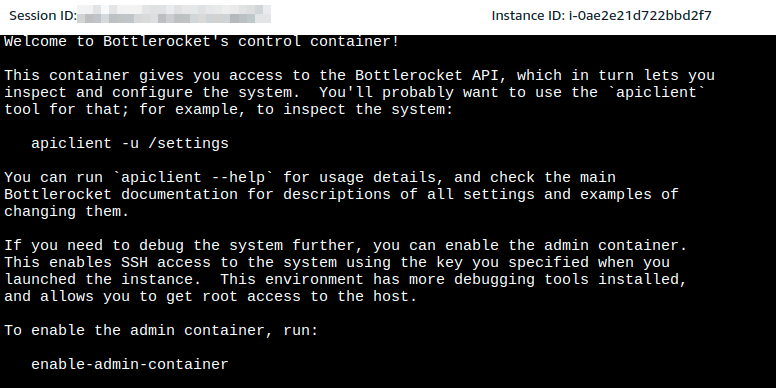 Session ID:
Instance ID: i-0ae2e21d722bbd2f7
Welcome to Bottlerocket's control container!
This container gives you access to the Bottlerocket API, which in turn lets you
inspect and configure the system.  You'll probably want to use the `apiclient`
tool for that; for example, to inspect the system:
apiclient -u /settings
You can run `apiclient --help` for usage details, and check the main
Bottlerocket documentation for descriptions of all settings and examples of
changing them.
If you need to debug the system further, you can enable the admin container.
This enables SSH access to the system using the key you specified when you
launched the instance.  This environment has more debugging tools installed,
and allows you to get root access to the host.
To enable the admin container, run:
enable-admin-container